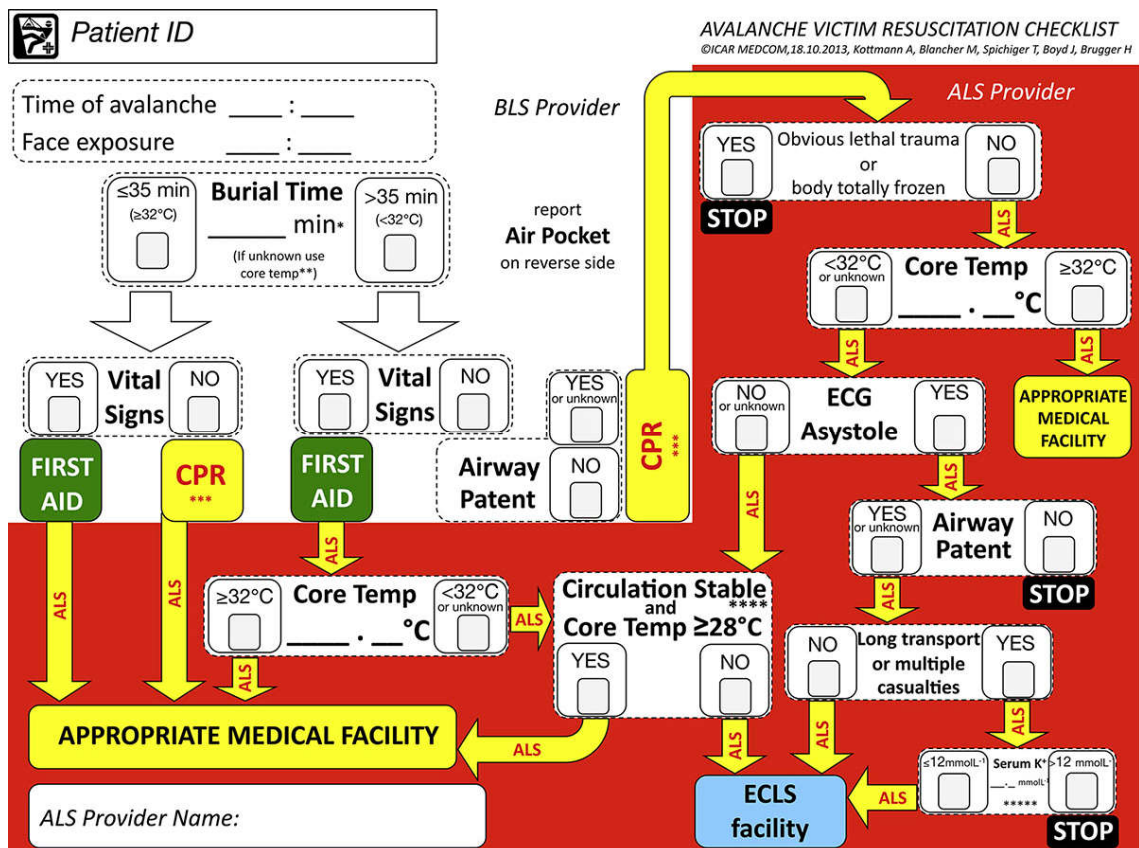 Patient ID
AVALANCHE VICTIM RESUSCITATION CHECKLIST
©ICAR MEDCOM,18.10.2013, Kottmann A, Blancher M, Spichiger T, Boyd J, Brugger H
Time of avalanche ____ : ____
Face exposure ____ : ____
BLS Provider
ALS Provider
≤35 min
(≥32°C)
Burial Time
_____ min*
(If unknown use
core temp**)
>35 min
(<32°C)
report
Air Pocket
on reverse side
YES
Vital
Signs
NO
FIRST
AID
CPR
***
YES
Vital
Signs
NO
FIRST
AID
YES
or unknown
Airway
Patent
NO
CPR
***
YES
Obvious lethal trauma
or
body totally frozen
NO
STOP
ALS
<32°C
or unknown
Core Temp
____ . __°C
≥32°C
ALS
ALS
APPROPRIATE
MEDICAL
FACILITY
NO
or unknown
ECG
Asystole
YES
ALS
ALS
YES
or unknown
Airway
Patent
NO
STOP
ALS
NO
Long transport
or multiple
casualties
YES
ALS
ALS
≤12mmolL⁻¹
Serum K⁺
__._ mmolL⁻¹
*****
>12 mmolL⁻
STOP
ALS
ALS
ALS
ALS
≥32°C
Core Temp
____ . __°C
<32°C
or unknown
ALS
ALS
Circulation Stable
and ****
Core Temp ≥28°C
YES
NO
ALS
ALS
APPROPRIATE MEDICAL FACILITY
ECLS
facility
ALS Provider Name: